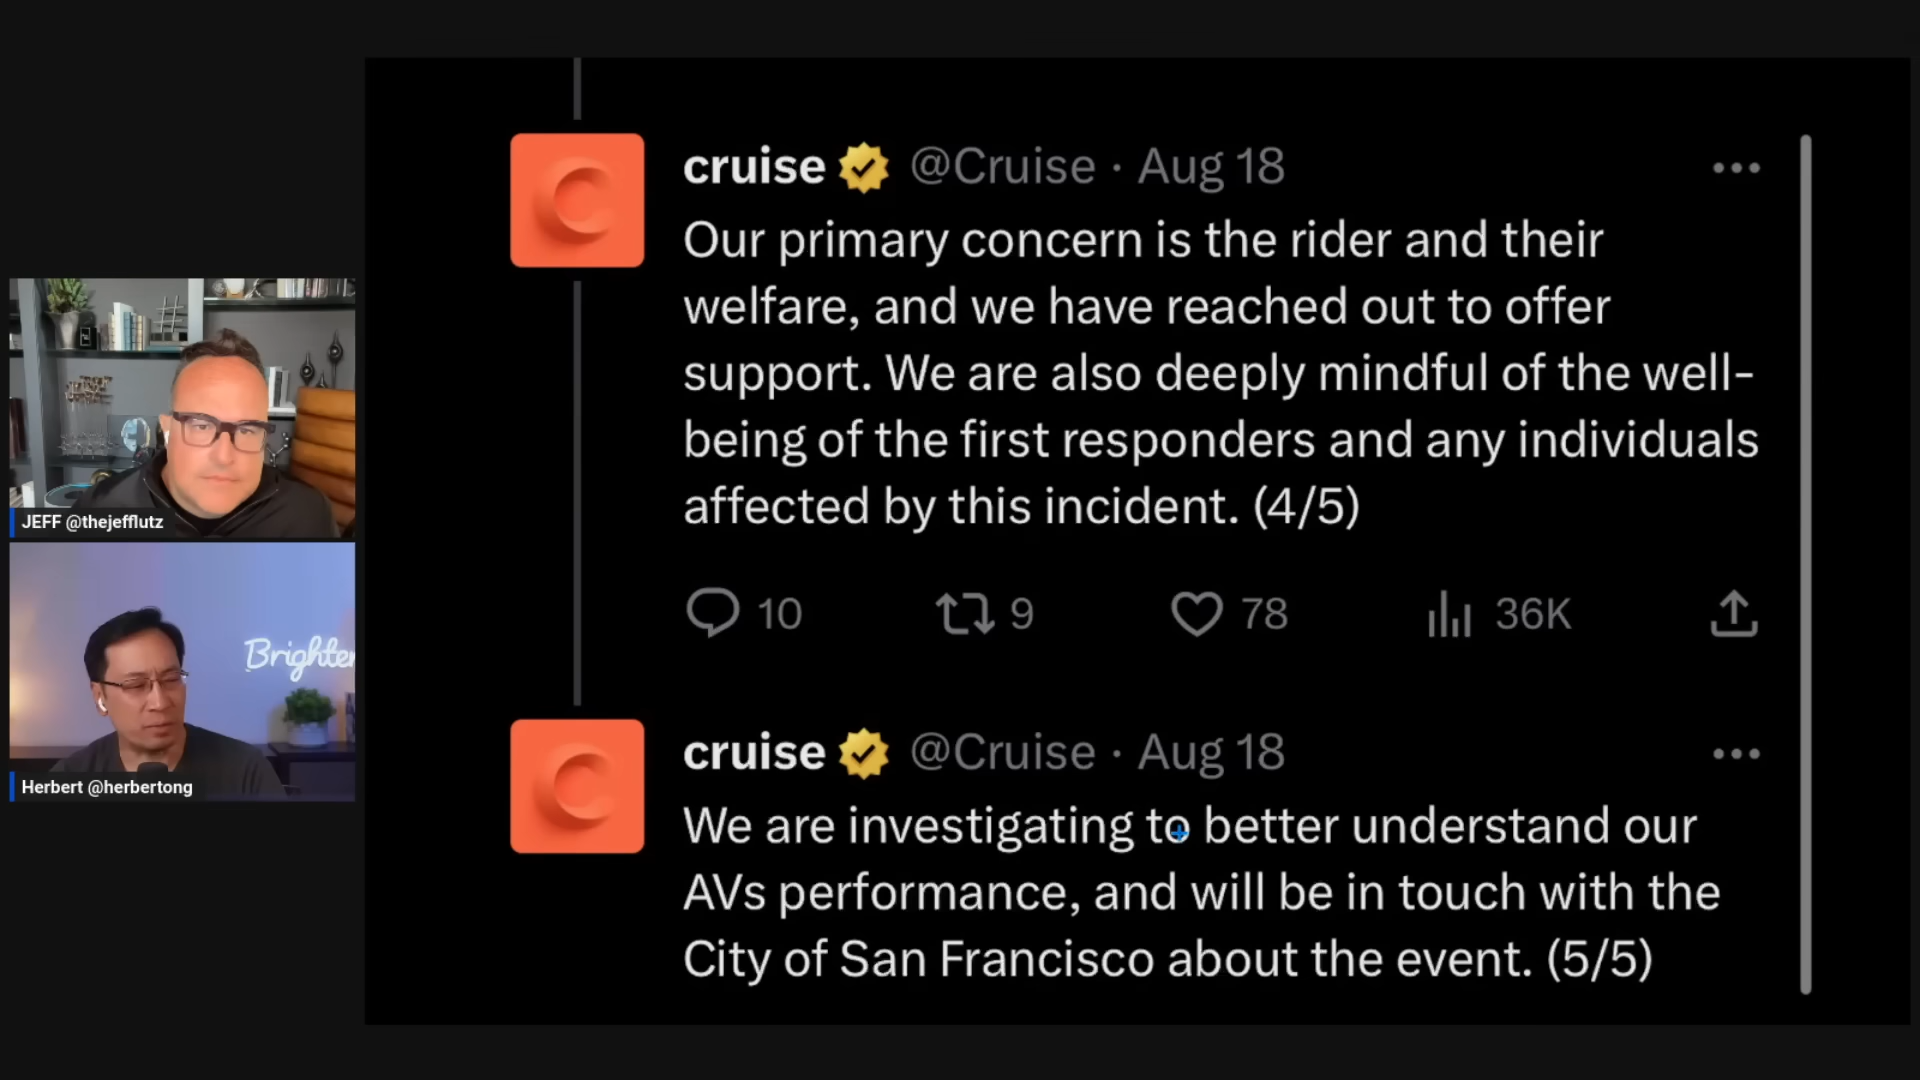 cruise @Cruise · Aug 18
Our primary concern is the rider and their
welfare, and we have reached out to offer
support. We are also deeply mindful of the well-
being of the first responders and any individuals
affected by this incident. (4/5)
10 9 78 36K
cruise @Cruise · Aug 18
We are investigating to better understand our
AVs performance, and will be in touch with the
City of San Francisco about the event. (5/5)
JEFF @thejefflutz
Brighte
Herbert @herbertong